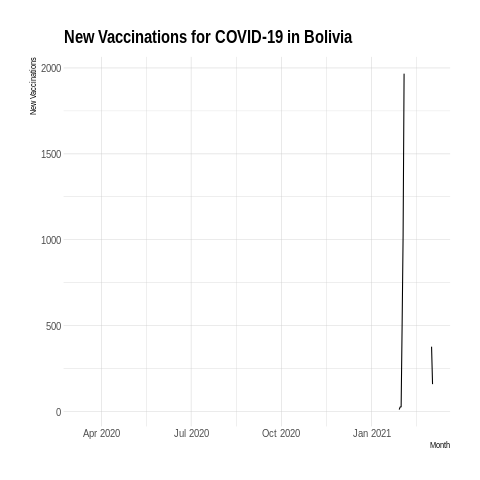 New Vaccinations for COVID-19 in Bolivia
New Vaccinations
2000
1500
1000
500
0
Apr 2020
Jul 2020
Oct 2020
Jan 2021
Month